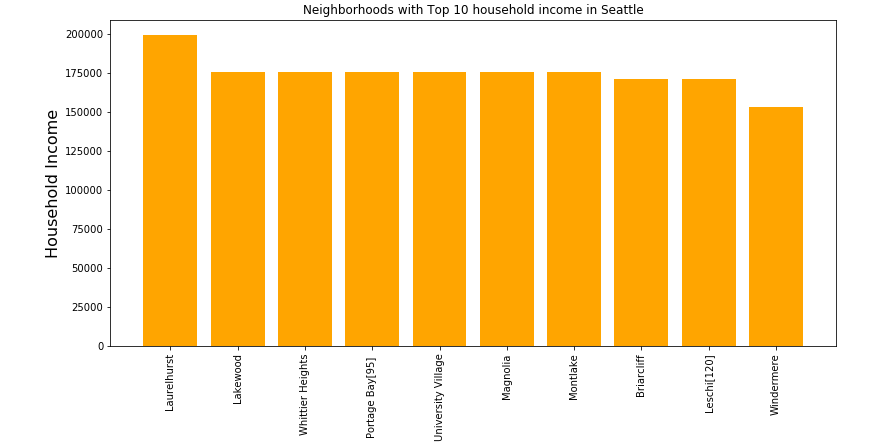 Neighborhoods with Top 10 household income in Seattle
Household Income
200000
175000
150000
125000
100000
75000
50000
25000
0
Laurelhurst
Lakewood
Whittier Heights
Portage Bay[95]
University Village
Magnolia
Montlake
Briarcliff
Leschi[120]
Windermere